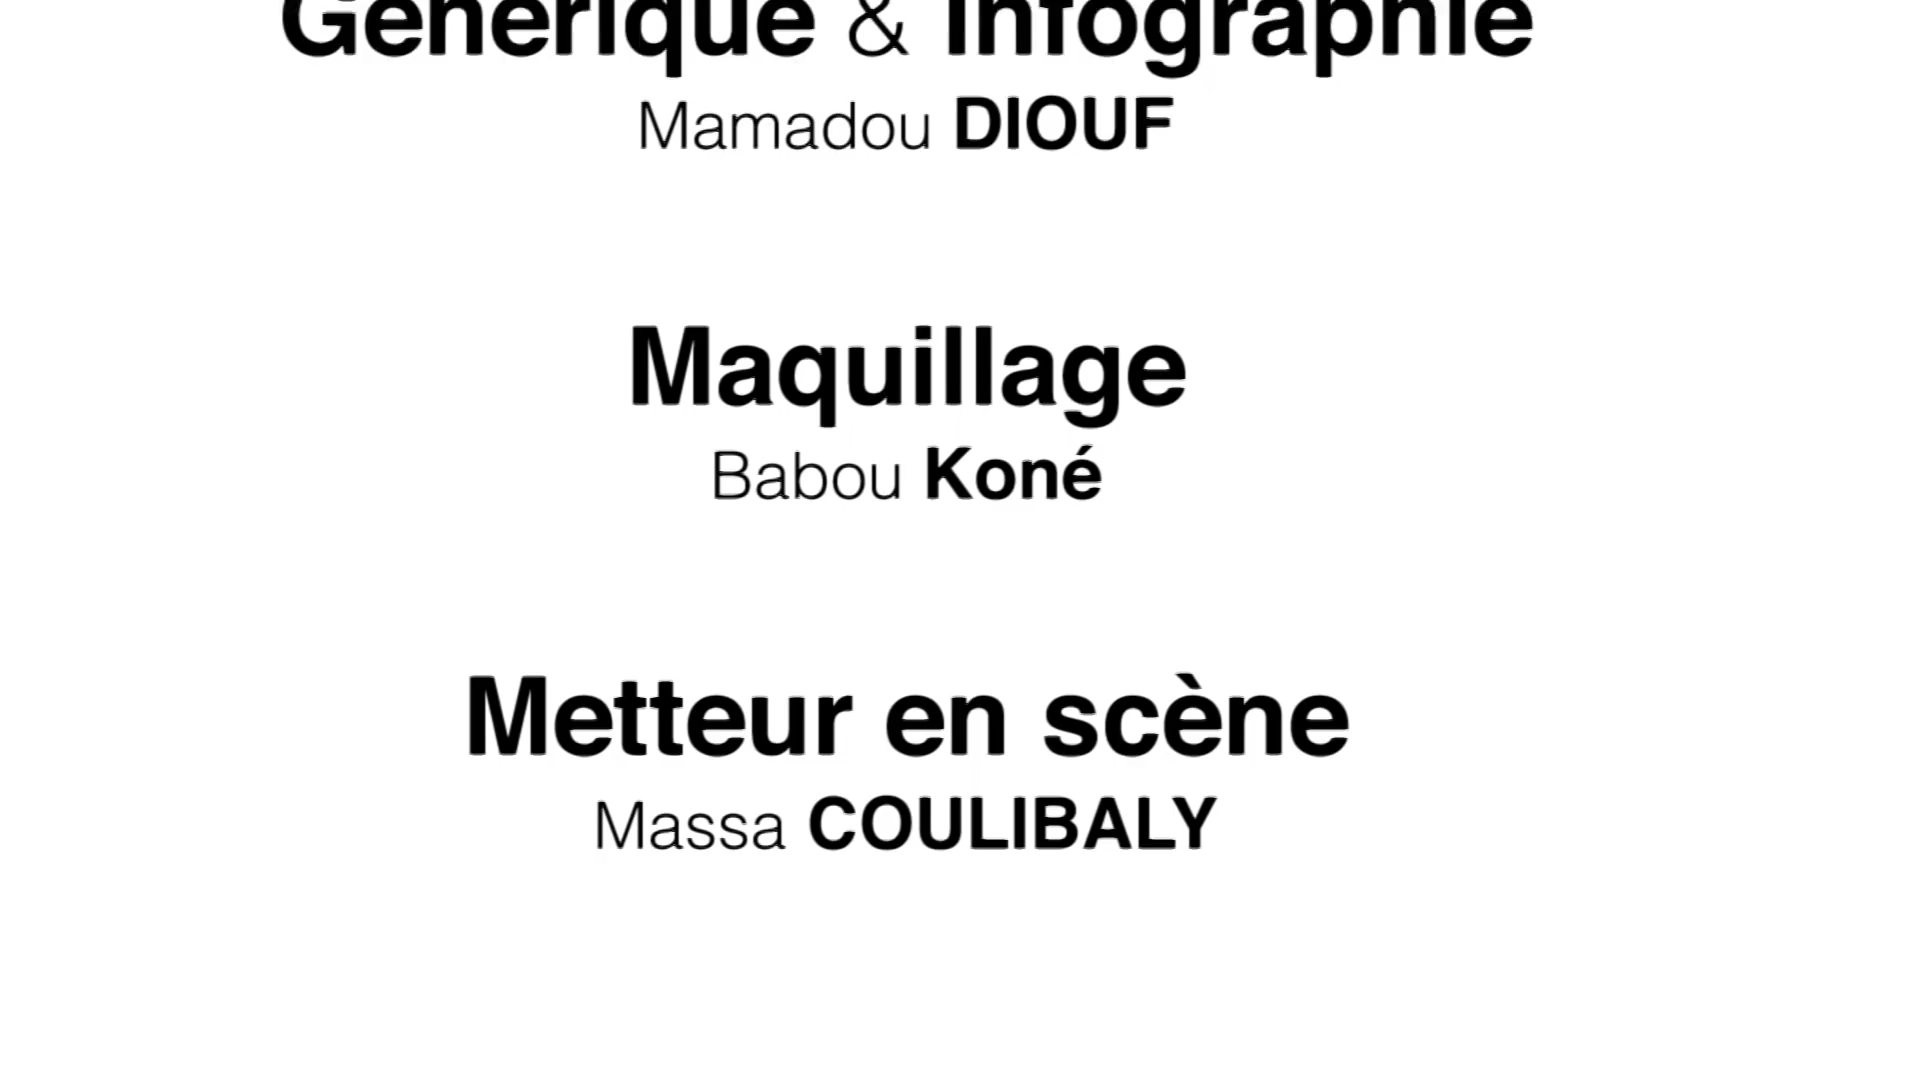 Générique & Infographie
Mamadou DIOUF
Maquillage
Babou Koné
Metteur en scène
Massa COULIBALY